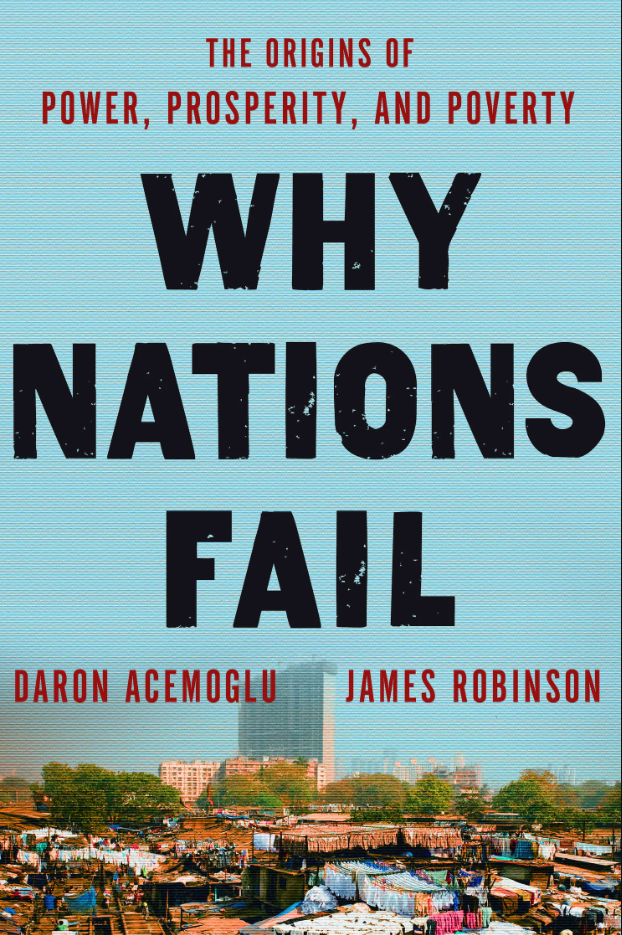 THE ORIGINS OF
POWER, PROSPERITY, AND POVERTY
WHY
NATIONS
FAIL
DARON ACEMOGLU JAMES ROBINSON